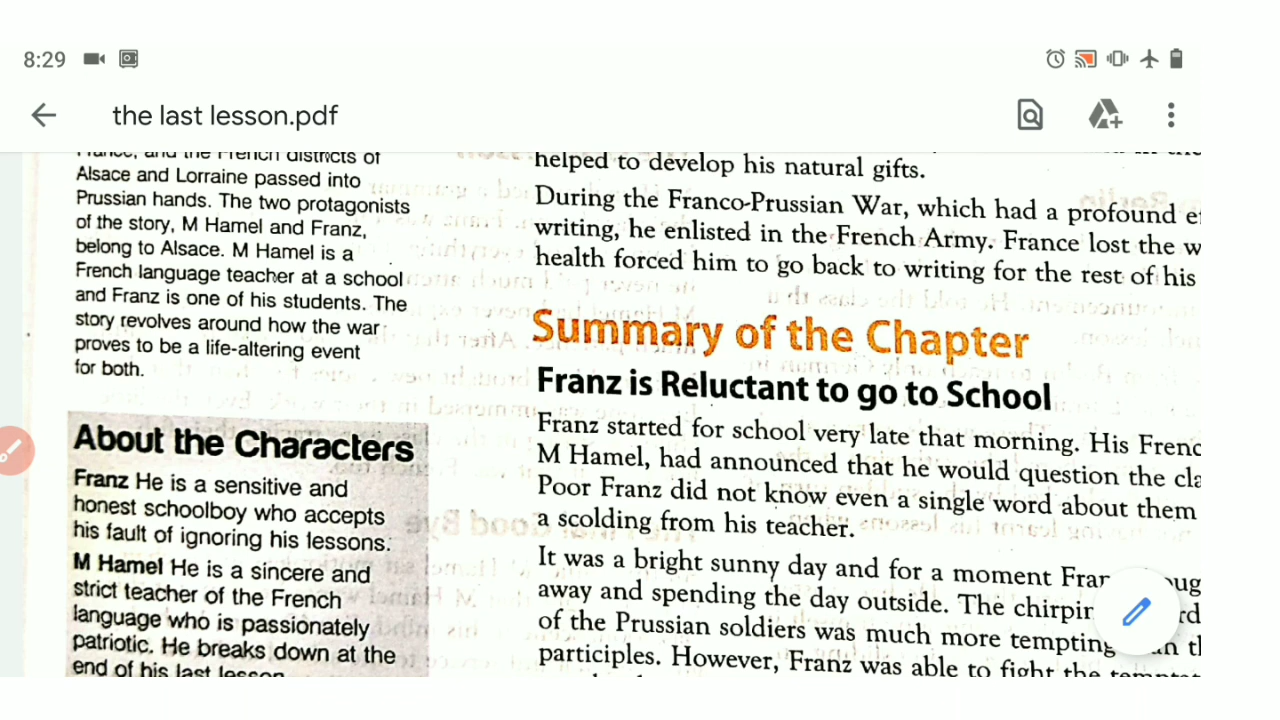 8:29
the last lesson.pdf
France, and the French districts of
Alsace and Lorraine passed into
Prussian hands. The two protagonists
of the story, M Hamel and Franz,
belong to Alsace. M Hamel is a
French language teacher at a school
and Franz is one of his students. The
story revolves around how the war
proves to be a life-altering event
for both.
About the Characters
Franz He is a sensitive and
honest schoolboy who accepts
his fault of ignoring his lessons.
M Hamel He is a sincere and
strict teacher of the French
language who is passionately
patriotic. He breaks down at the
end of his last lesson.
helped to develop his natural gifts.
During the Franco-Prussian War, which had a profound
writing, he enlisted in the French Army. France lost the
health forced him to go back to writing for the rest of his
Summary of the Chapter
Franz is Reluctant to go to School
Franz started for school very late that morning. His Frenc
M Hamel, had announced that he would question the cla
Poor Franz did not know even a single word about them
a scolding from his teacher.
It was a bright sunny day and for a moment Fran
away and spending the day outside. The chirpin
of the Prussian soldiers was much more tempting
participles. However, Franz was able to fight the